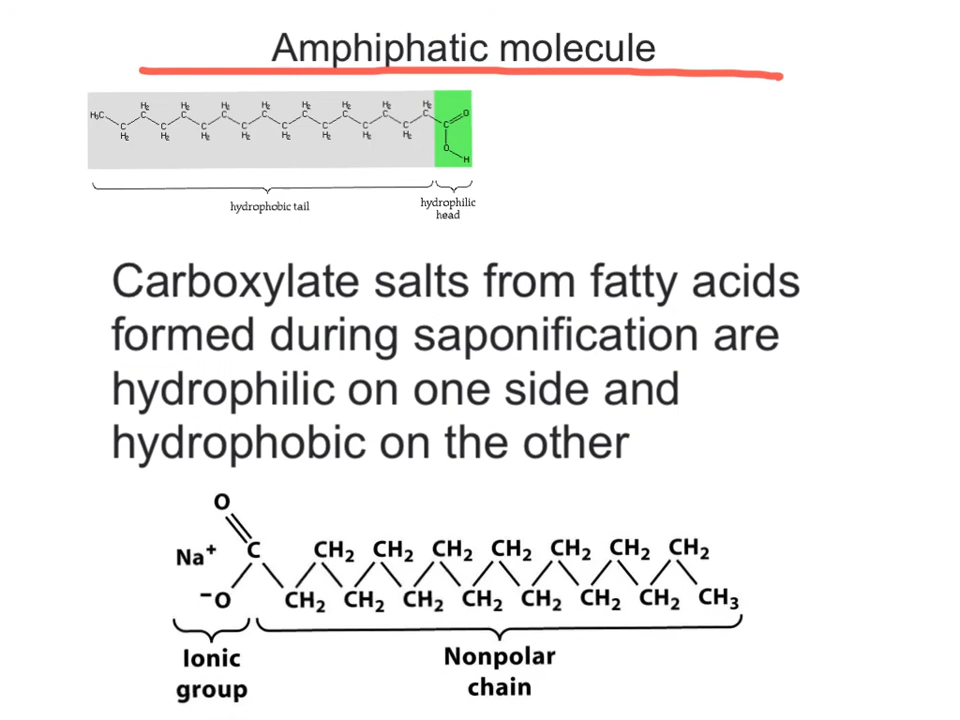 Amphiphatic molecule
H₂ H₂ H₂ H₂ H₂ H₂ H₂ H₂ H₂
H₃C C C C C C C C C C O
C C C C C C C C C
H₂ H₂ H₂ H₂ H₂ H₂ H₂ H₂
O
H
hydrophobic tail
hydrophilic
head
Carboxylate salts from fatty acids
formed during saponification are
hydrophilic on one side and
hydrophobic on the other
O
Na⁺ C CH₂ CH₂ CH₂ CH₂ CH₂ CH₂ CH₂
⁻O CH₂ CH₂ CH₂ CH₂ CH₂ CH₂ CH₂ CH₃
Ionic
group
Nonpolar
chain